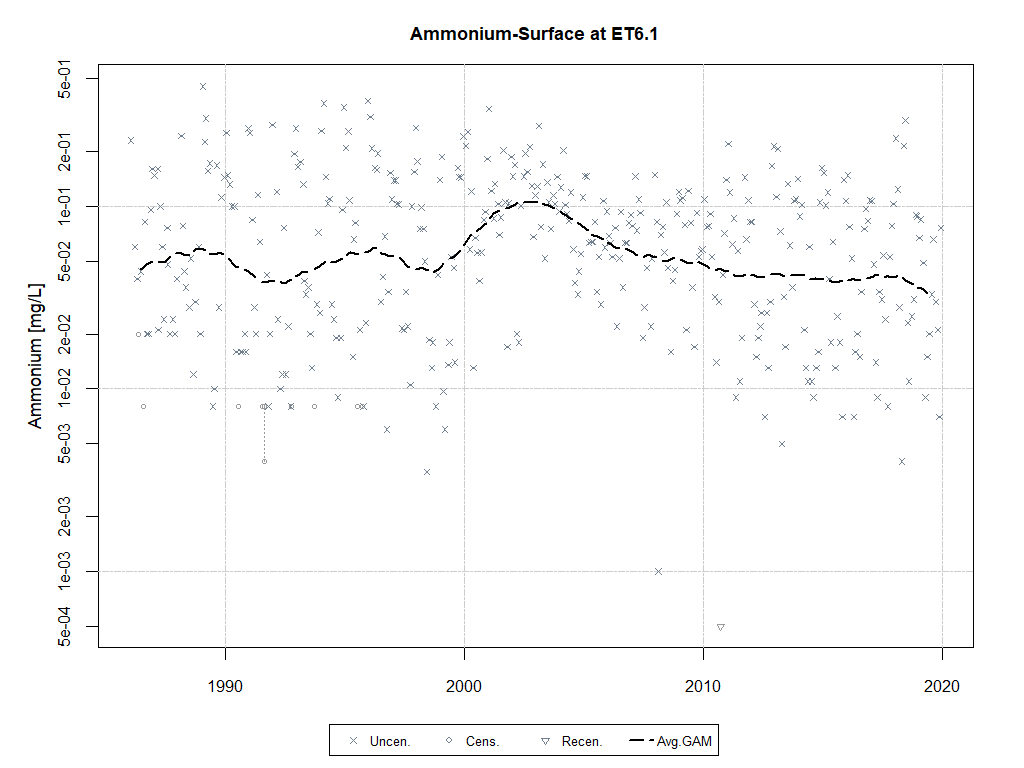 Ammonium-Surface at ET6.1
Ammonium [mg/L]
5e-01
2e-01
1e-01
5e-02
2e-02
1e-02
5e-03
2e-03
1e-03
5e-04
1990 2000 2010 2020
Uncen. Cens. Recen. Avg.GAM